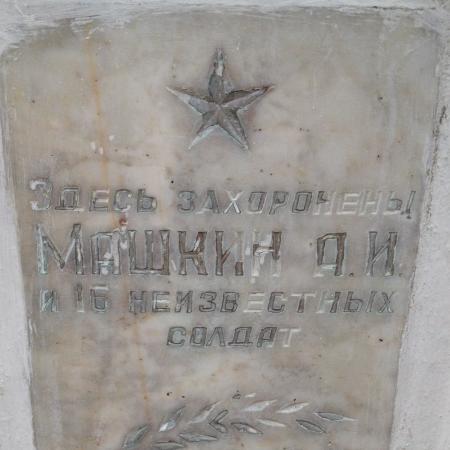 Здесь захоронены
Машкин А.И.
и 16 неизвестных
солдат